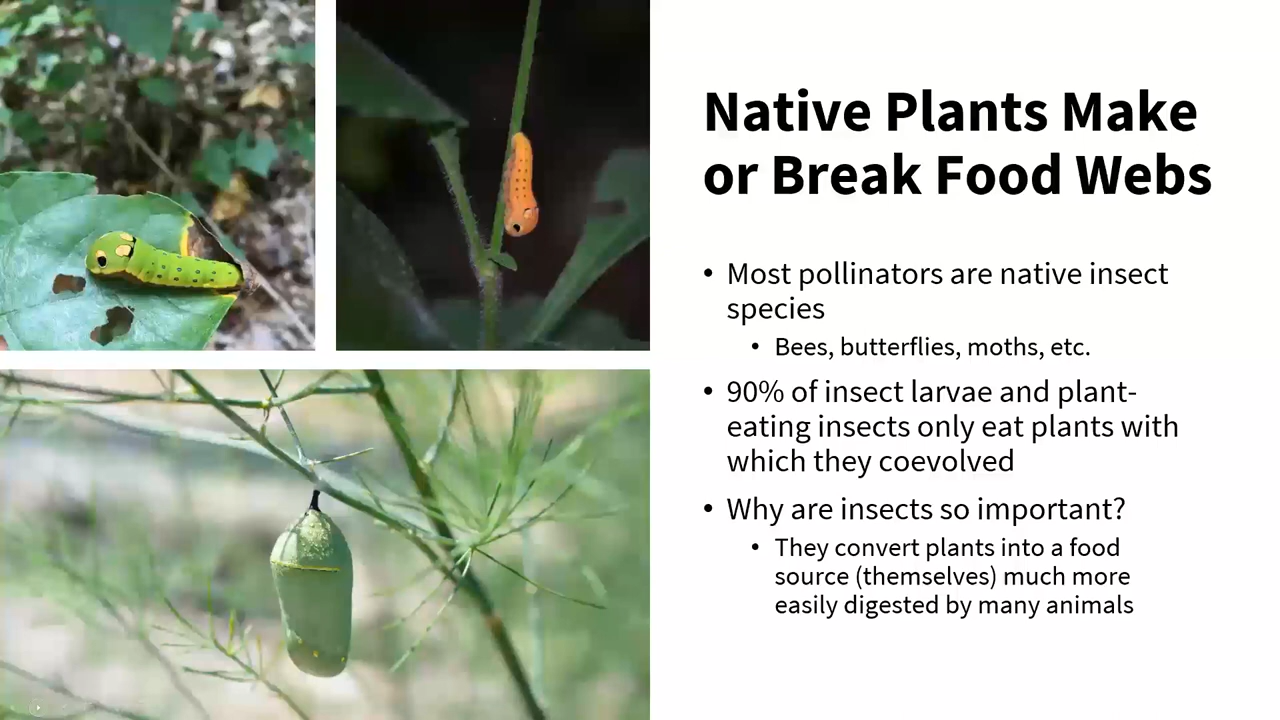 Native Plants Make
or Break Food Webs
• Most pollinators are native insect
species
• Bees, butterflies, moths, etc.
• 90% of insect larvae and plant-
eating insects only eat plants with
which they coevolved
• Why are insects so important?
• They convert plants into a food
source (themselves) much more
easily digested by many animals